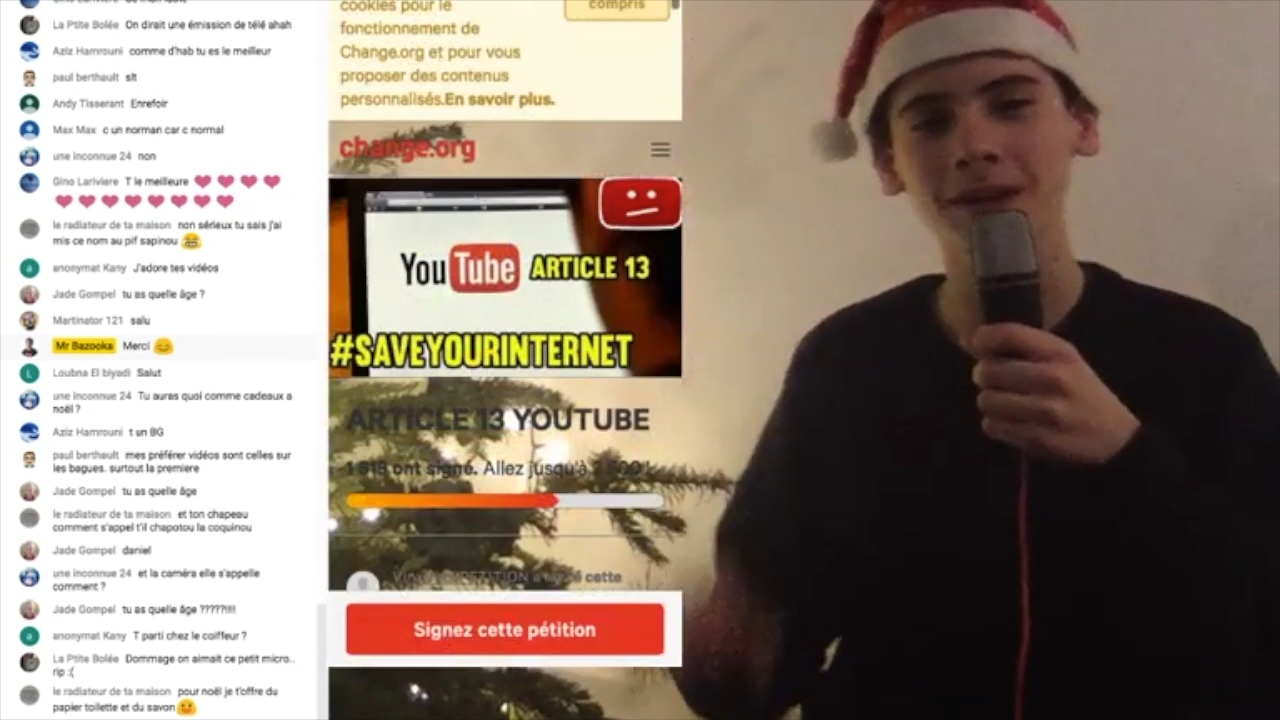 La Ptite Bolée On dirait une émission de télé ahah
Aziz Hamrouni comme d'hab tu es le meilleur
paul berthault slt
Andy Tisserant Enrefoir
Max Max c un norman car c normal
une inconnue 24 non
Gino Lariviere T le meilleure
le radiateur de ta maison non sérieux tu sais j'ai
mis ce nom au pif sapinou
anonymat Kany J'adore tes vidéos
Jade Gompel tu as quelle âge ?
Martinator 121 salu
Mr Bazooka Merci
Loubna El biyadi Salut
une inconnue 24 Tu auras quoi comme cadeaux a
noël ?
Aziz Hamrouni t un BG
paul berthault mes préférer vidéos sont celles sur
les bagues. surtout la premiere
Jade Gompel tu as quelle âge
le radiateur de ta maison et ton chapeau
comment s'appel t'il chapotou la coquinou
Jade Gompel daniel
une inconnue 24 et la caméra elle s'appelle
comment ?
Jade Gompel tu as quelle âge ?????!!!!
anonymat Kany T parti chez le coiffeur ?
La Ptite Bolée Dommage on aimait ce petit micro..
rip :(
le radiateur de ta maison pour noël je t'offre du
papier toilette et du savon
cookies pour le
compris
fonctionnement de
Change.org et pour vous
proposer des contenus
personnalisés.En savoir plus.
change.org
YouTube ARTICLE 13
#SAVEYOURINTERNET
ARTICLE 13 YOUTUBE
ont signé. Allez jusqu'à
a lancé cette
Signez cette pétition